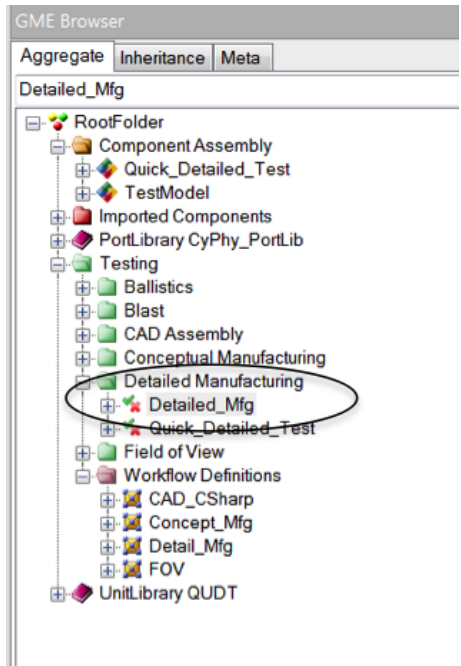 GME Browser
Aggregate Inheritance Meta
Detailed_Mfg
RootFolder
Component Assembly
Quick_Detailed_Test
TestModel
Imported Components
PortLibrary CyPhy_PortLib
Testing
Ballistics
Blast
CAD Assembly
Conceptual Manufacturing
Detailed Manufacturing
Detailed_Mfg
Quick_Detailed_Test
Field of View
Workflow Definitions
CAD_CSharp
Concept_Mfg
Detail_Mfg
FOV
UnitLibrary QUDT